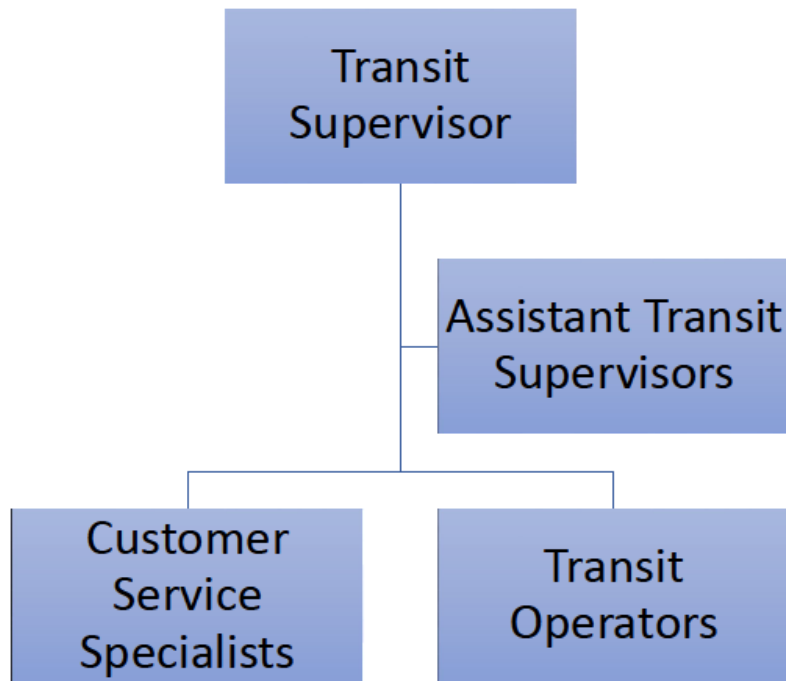 Transit
Supervisor
Assistant Transit
Supervisors
Customer
Service
Specialists
Transit
Operators